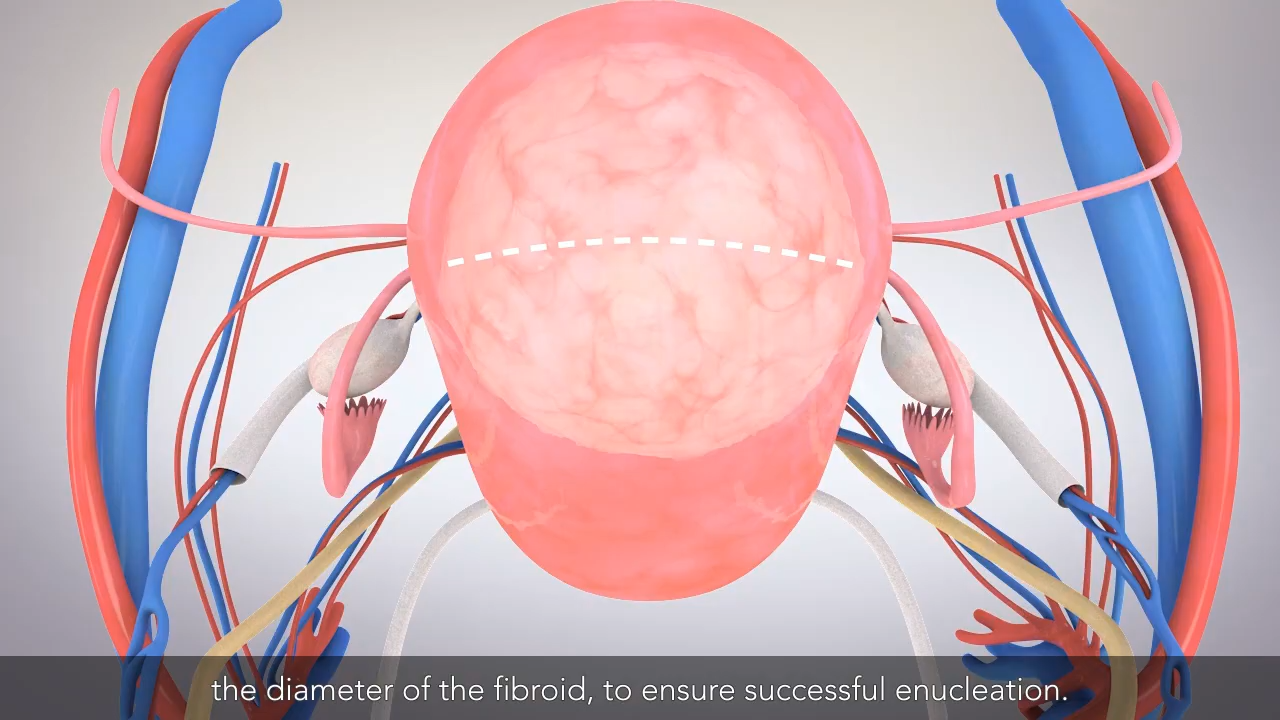 the diameter of the fibroid, to ensure successful enucleation.